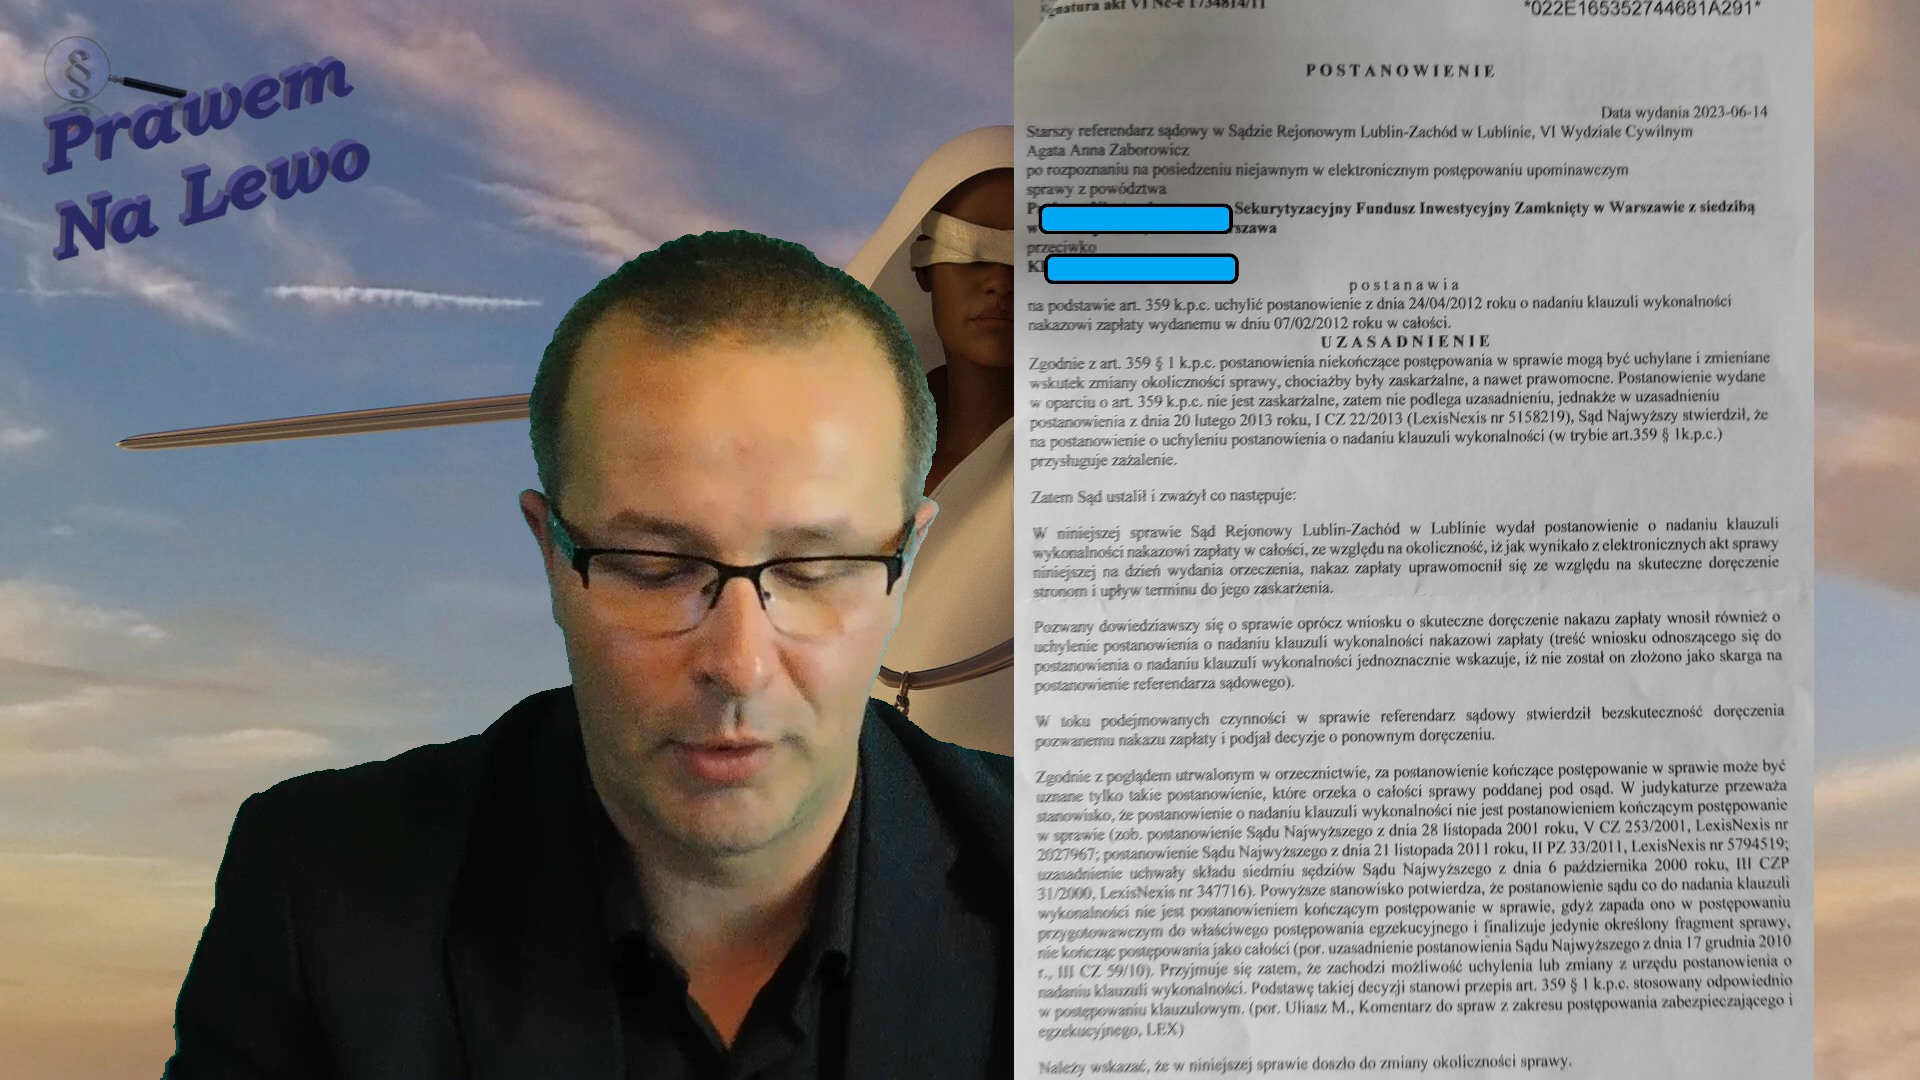 §
Prawem
Na Lewo
sygnatura akt VI Nc-e 1734814/11
*022E165352744681A291*
POSTANOWIENIE
Data wydania 2023-06-14
Starszy referendarz sądowy w Sądzie Rejonowym Lublin-Zachód w Lublinie, VI Wydziale Cywilnym
Agata Anna Zaborowicz
po rozpoznaniu na posiedzeniu niejawnym w elektronicznym postępowaniu upominawczym
sprawy z powództwa
Sekurytyzacyjny Fundusz Inwestycyjny Zamknięty w Warszawie z siedzibą
w
przeciwko
postanawia
na podstawie art. 359 k.p.c. uchylić postanowienie z dnia 24/04/2012 roku o nadaniu klauzuli wykonalności
nakazowi zapłaty wydanemu w dniu 07/02/2012 roku w całości.
UZASADNIENIE
Zgodnie z art. 359 § 1 k.p.c. postanowienia niekończące postępowania w sprawie mogą być uchylane i zmieniane
wskutek zmiany okoliczności sprawy, chociażby były zaskarżalne, a nawet prawomocne. Postanowienie wydane
w oparciu o art. 359 k.p.c. nie jest zaskarżalne, zatem nie podlega uzasadnieniu, jednakże w uzasadnieniu
postanowienia z dnia 20 lutego 2013 roku, I CZ 22/2013 (LexisNexis nr 5158219), Sąd Najwyższy stwierdził, że
na postanowienie o uchyleniu postanowienia o nadaniu klauzuli wykonalności (w trybie art.359 § 1k.p.c.)
przysługuje zażalenie.
Zatem Sąd ustalił i zważył co następuje:
W niniejszej sprawie Sąd Rejonowy Lublin-Zachód w Lublinie wydał postanowienie o nadaniu klauzuli
wykonalności nakazowi zapłaty w całości, ze względu na okoliczność, iż jak wynikało z elektronicznych akt sprawy
niniejszej na dzień wydania orzeczenia, nakaz zapłaty uprawomocnił się ze względu na skuteczne doręczenie
stronom i upływ terminu do jego zaskarżenia.
Pozwany dowiedziawszy się o sprawie oprócz wniosku o skuteczne doręczenie nakazu zapłaty wnosił również o
uchylenie postanowienia o nadaniu klauzuli wykonalności nakazowi zapłaty (treść wniosku odnoszącego się do
postanowienia o nadaniu klauzuli wykonalności jednoznacznie wskazuje, iż nie został on złożono jako skarga na
postanowienie referendarza sądowego).
W toku podejmowanych czynności w sprawie referendarz sądowy stwierdził bezskuteczność doręczenia
pozwanemu nakazu zapłaty i podjał decyzje o ponownym doręczeniu.
Zgodnie z poglądem utrwalonym w orzecznictwie, za postanowienie kończące postępowanie w sprawie może być
uznane tylko takie postanowienie, które orzeka o całości sprawy poddanej pod osąd. W judykaturze przeważa
stanowisko, że postanowienie o nadaniu klauzuli wykonalności nie jest postanowieniem kończącym postępowanie
w sprawie (zob. postanowienie Sądu Najwyższego z dnia 28 listopada 2001 roku, V CZ 253/2001, LexisNexis nr
2027967; postanowienie Sądu Najwyższego z dnia 21 listopada 2011 roku, II PZ 33/2011, LexisNexis nr 5794519;
uzasadnienie uchwały składu siedmiu sędziów Sądu Najwyższego z dnia 6 października 2000 roku, III CZP
31/2000, LexisNexis nr 347716). Powyższe stanowisko potwierdza, że postanowienie sądu co do nadania klauzuli
wykonalności nie jest postanowieniem kończącym postępowanie w sprawie, gdyż zapada ono w postępowaniu
przygotowawczym do właściwego postępowania egzekucyjnego i finalizuje jedynie określony fragment sprawy,
nie kończąc postępowania jako całości (por. uzasadnienie postanowienia Sądu Najwyższego z dnia 17 grudnia 2010
r., III CZ 59/10). Przyjmuje się zatem, że zachodzi możliwość uchylenia lub zmiany z urzędu postanowienia o
nadaniu klauzuli wykonalności. Podstawę takiej decyzji stanowi przepis art. 359 § 1 k.p.c. stosowany odpowiednio
w postępowaniu klauzulowym. (por. Uliasz M., Komentarz do spraw z zakresu postępowania zabezpieczającego i
egzekucyjnego, LEX)
Należy wskazać, że w niniejszej sprawie doszło do zmiany okoliczności sprawy.